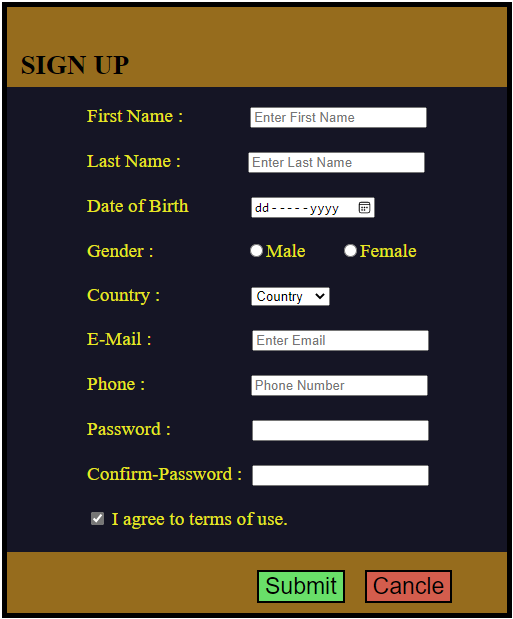 SIGN UP
First Name : Enter First Name
Last Name : Enter Last Name
Date of Birth dd-----yyyy
Gender : Male Female
Country : Country
E-Mail : Enter Email
Phone : Phone Number
Password :
Confirm-Password :
I agree to terms of use.
Submit Cancle